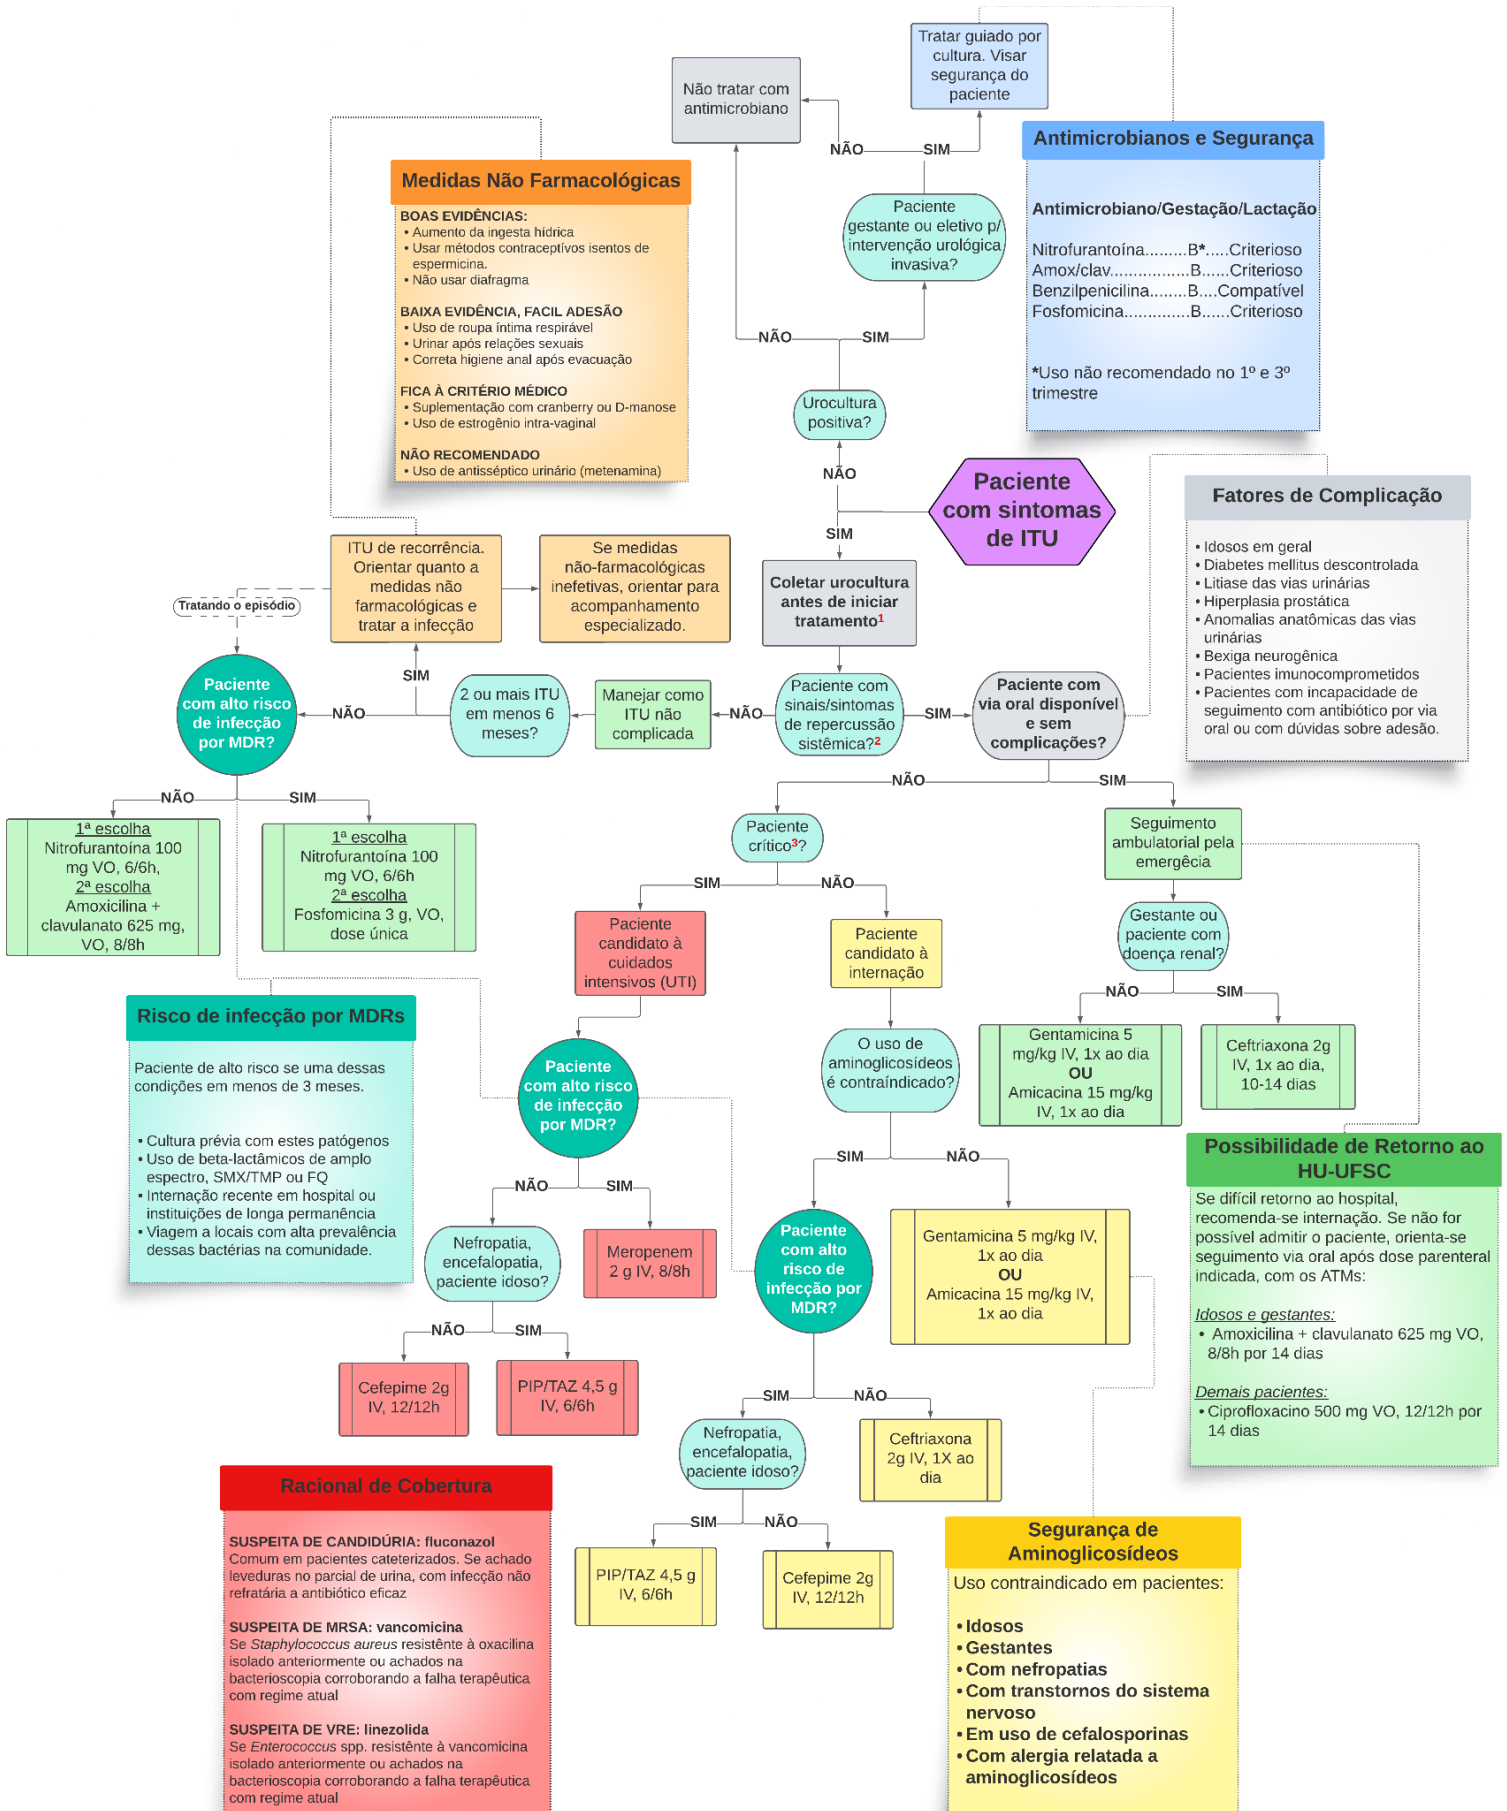 Tratar guiado por
cultura. Visar
segurança do
paciente
Não tratar com
antimicrobiano
NÃO
SIM
Antimicrobianos e Segurança
Antimicrobiano/Gestação/Lactação
Nitrofurantoína.........B*.....Criterioso
Amox/clav.................B......Criterioso
Benzilpenicilina........B....Compatível
Fosfomicina..............B......Criterioso
*Uso não recomendado no 1º e 3º
trimestre
Medidas Não Farmacológicas
BOAS EVIDÊNCIAS:
• Aumento da ingesta hídrica
• Usar métodos contraceptívos isentos de
espermicina.
• Não usar diafragma
BAIXA EVIDÊNCIA, FACIL ADESÃO
• Uso de roupa íntima respirável
• Urinar após relações sexuais
• Correta higiene anal após evacuação
FICA À CRITÉRIO MÉDICO
• Suplementação com cranberry ou D-manose
• Uso de estrogênio intra-vaginal
NÃO RECOMENDADO
• Uso de antisséptico urinário (metenamina)
Paciente
gestante ou eletivo p/
intervenção urológica
invasiva?
NÃO
SIM
Urocultura
positiva?
NÃO
Paciente
com sintomas
de ITU
SIM
Coletar urocultura
antes de iniciar
tratamento1
Fatores de Complicação
• Idosos em geral
• Diabetes mellitus descontrolada
• Litiase das vias urinárias
• Hiperplasia prostática
• Anomalias anatômicas das vias
urinárias
• Bexiga neurogênica
• Pacientes imunocomprometidos
• Pacientes com incapacidade de
seguimento com antibiótico por via
oral ou com dúvidas sobre adesão.
ITU de recorrência.
Orientar quanto a
medidas não
farmacológicas e
tratar a infecção
Se medidas
não-farmacológicas
inefetivas, orientar para
acompanhamento
especializado.
Tratando o episódio
SIM
Paciente
com alto risco
de infecção
por MDR?
NÃO
2 ou mais ITU
em menos 6
meses?
Manejar como
ITU não
complicada
NÃO
Paciente com
sinais/sintomas
de repercussão
sistêmica?2
SIM
Paciente com
via oral disponível
e sem
complicações?
NÃO
SIM
NÃO
SIM
1ª escolha
Nitrofurantoína 100
mg VO, 6/6h,
2ª escolha
Amoxicilina +
clavulanato 625 mg,
VO, 8/8h
1ª escolha
Nitrofurantoína 100
mg VO, 6/6h
2ª escolha
Fosfomicina 3 g, VO,
dose única
Paciente
crítico3?
SIM
NÃO
Seguimento
ambulatorial pela
emergêcia
Paciente
candidato à
cuidados
intensivos (UTI)
Paciente
candidato à
internação
Gestante ou
paciente com
doença renal?
NÃO
SIM
Gentamicina 5
mg/kg IV, 1x ao dia
OU
Amicacina 15 mg/kg
IV, 1x ao dia
Ceftriaxona 2g
IV, 1x ao dia,
10-14 dias
Risco de infecção por MDRs
Paciente de alto risco se uma dessas
condições em menos de 3 meses.
• Cultura prévia com estes patógenos
• Uso de beta-lactâmicos de amplo
espectro, SMX/TMP ou FQ
• Internação recente em hospital ou
instituições de longa permanência
• Viagem a locais com alta prevalência
dessas bactérias na comunidade.
Paciente
com alto risco
de infecção
por MDR?
O uso de
aminoglicosídeos
é contraíndicado?
NÃO
SIM
SIM
NÃO
Nefropatia,
encefalopatia,
paciente idoso?
Meropenem
2 g IV, 8/8h
Paciente
com alto
risco de
infecção por
MDR?
Gentamicina 5 mg/kg IV,
1x ao dia
OU
Amicacina 15 mg/kg IV,
1x ao dia
Possibilidade de Retorno ao
HU-UFSC
Se difícil retorno ao hospital,
recomenda-se internação. Se não for
possível admitir o paciente, orienta-se
seguimento via oral após dose parenteral
indicada, com os ATMs:
Idosos e gestantes:
• Amoxicilina + clavulanato 625 mg VO,
8/8h por 14 dias
Demais pacientes:
• Ciprofloxacino 500 mg VO, 12/12h por
14 dias
NÃO
SIM
Cefepime 2g
IV, 12/12h
PIP/TAZ 4,5 g
IV, 6/6h
SIM
NÃO
Nefropatia,
encefalopatia,
paciente idoso?
Ceftriaxona
2g IV, 1X ao
dia
SIM
NÃO
PIP/TAZ 4,5 g
IV, 6/6h
Cefepime 2g
IV, 12/12h
Racional de Cobertura
SUSPEITA DE CANDIDÚRIA: fluconazol
Comum em pacientes cateterizados. Se achado
leveduras no parcial de urina, com infecção não
refratária a antibiótico eficaz
SUSPEITA DE MRSA: vancomicina
Se Staphylococcus aureus resistênte à oxacilina
isolado anteriormente ou achados na
bacterioscopia corroborando a falha terapêutica
com regime atual
SUSPEITA DE VRE: linezolida
Se Enterococcus spp. resistênte à vancomicina
isolado anteriormente ou achados na
bacterioscopia corroborando a falha terapêutica
com regime atual
Segurança de
Aminoglicosídeos
Uso contraindicado em pacientes:
• Idosos
• Gestantes
• Com nefropatias
• Com transtornos do sistema
nervoso
• Em uso de cefalosporinas
• Com alergia relatada a
aminoglicosídeos